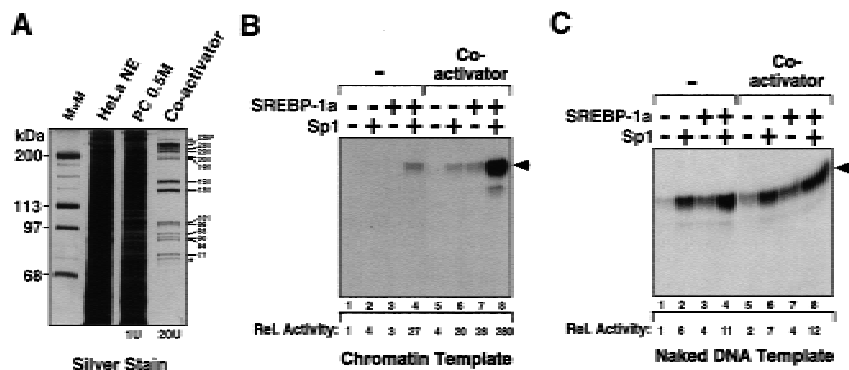 A
MwM
HeLa NE
PC 0.5M
Co-activator
kDa
200
113
97
68
1U
20U
Silver Stain
B
Co-
activator
-
SREBP-1a - - + + - - + +
Sp1 - + - + - + - +
1 2 3 4 5 6 7 8
Rel. Activity: 1 4 3 27 4 20
Chromatin Template
C
Co-
activator
-
SREBP-1a - - + + - - + +
Sp1 - + - + - + - +
1 2 3 4 5 6 7 8
Rel. Activity: 1 6 4 11 2 7 4 12
Naked DNA Template